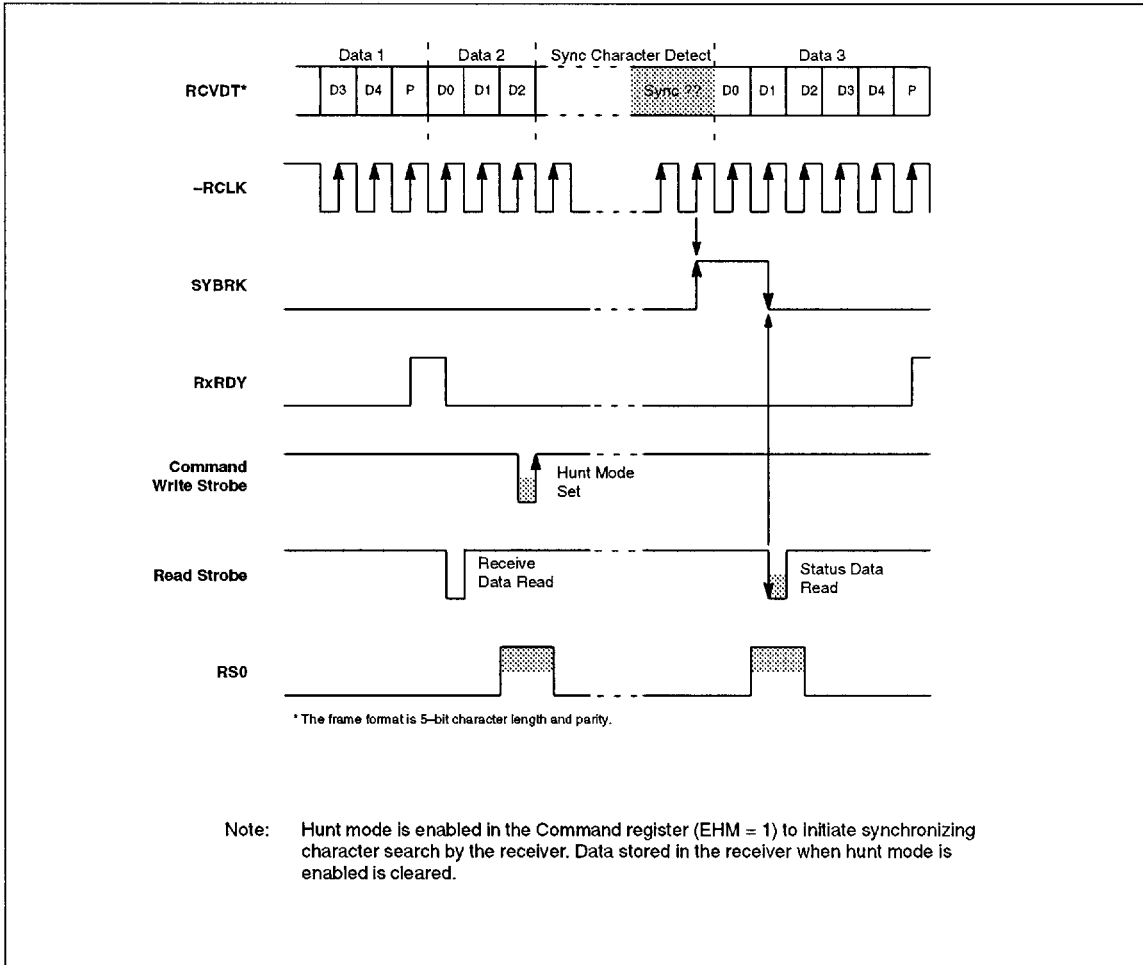 Data 1 Data 2 Sync Character Detect Data 3
RCVDT* D3 D4 P D0 D1 D2 Sync ?? D0 D1 D2 D3 D4 P
–RCLK
SYBRK
RxRDY
Command
Write Strobe
Hunt Mode
Set
Read Strobe
Receive
Data Read
Status Data
Read
RS0
* The frame format is 5–bit character length and parity.
Note: Hunt mode is enabled in the Command register (EHM = 1) to initiate synchronizing
character search by the receiver. Data stored in the receiver when hunt mode is
enabled is cleared.